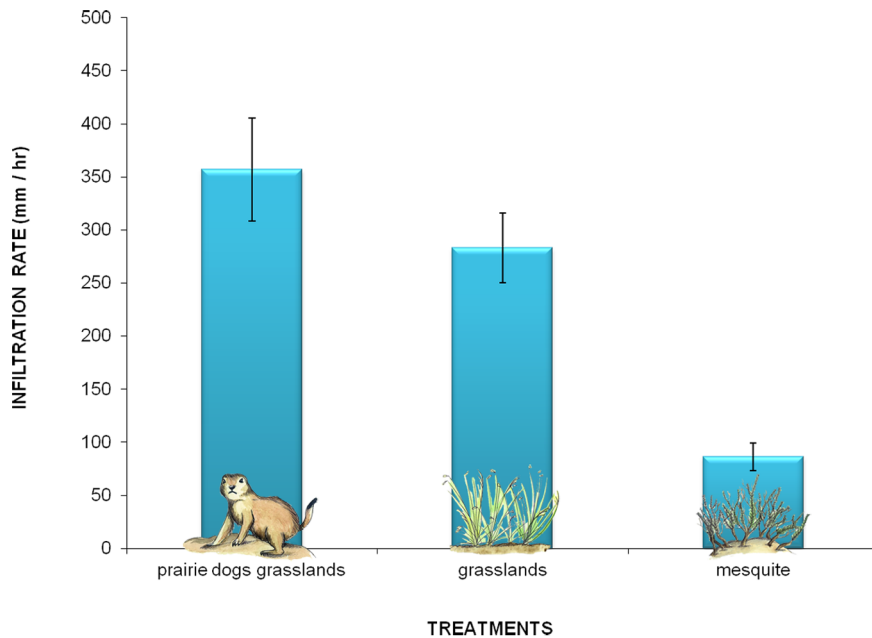 500
450
400
350
300
250
200
150
100
50
0
INFILTRATION RATE (mm / hr)
prairie dogs grasslands
grasslands
mesquite
TREATMENTS